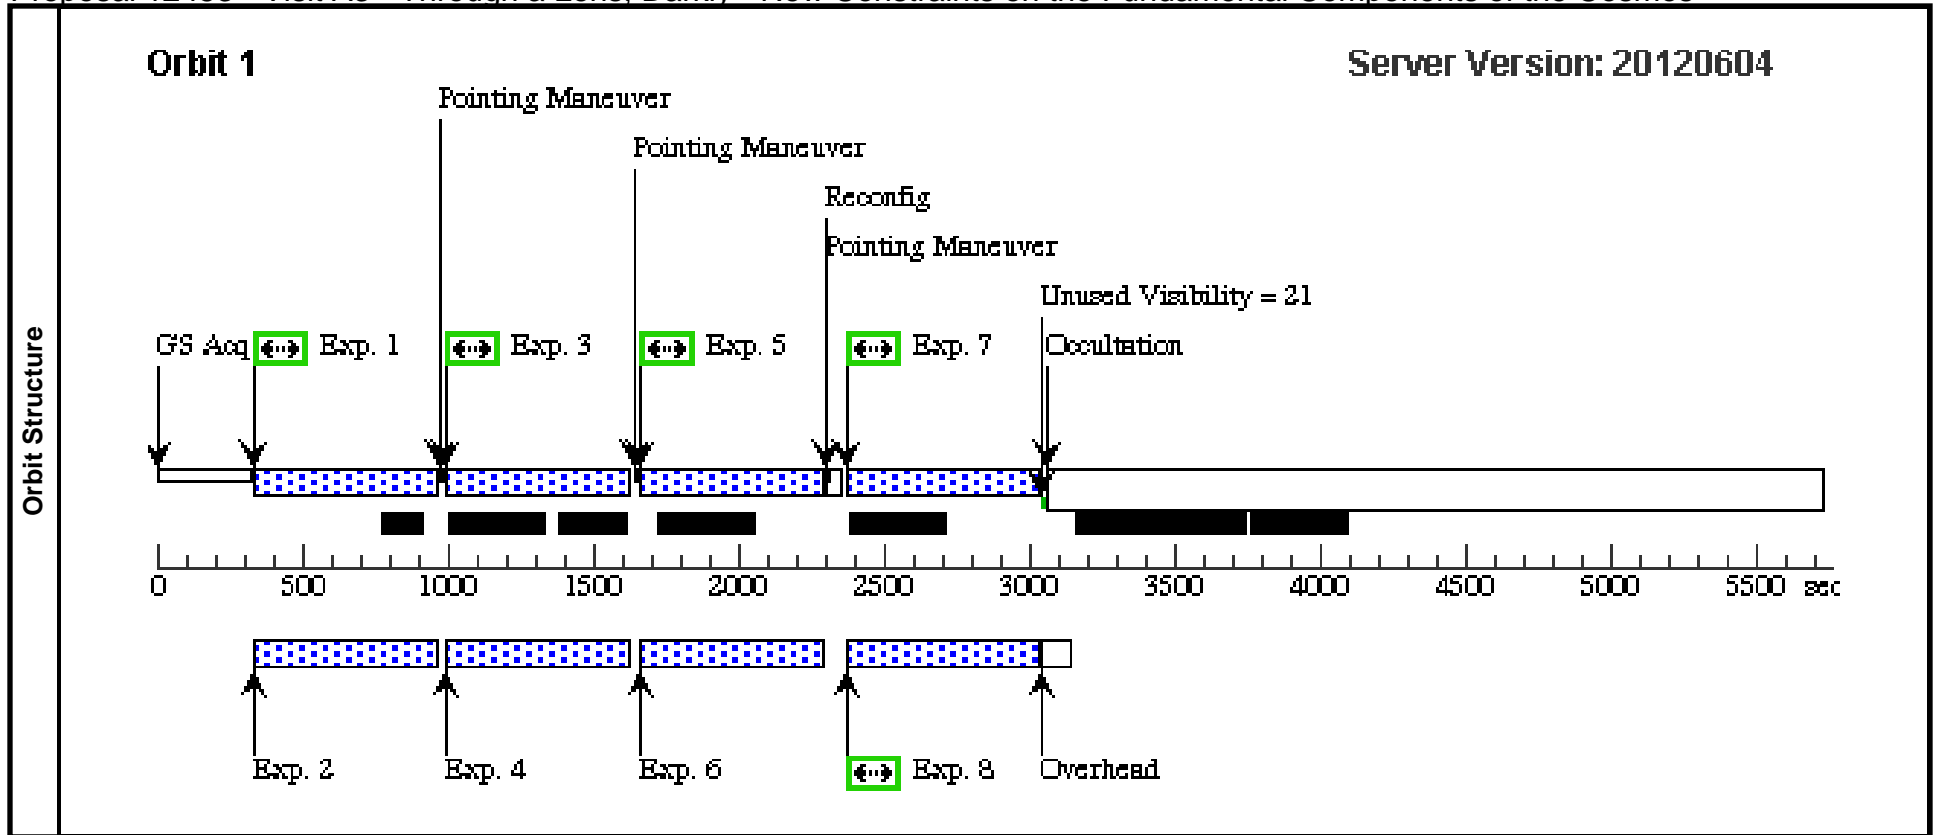 Orbit 1
Server Version: 20120604
Pointing Maneuver
Pointing Maneuver
Reconfig
Pointing Maneuver
Unused Visibility = 21
GS Acq Exp. 1 Exp. 3 Exp. 5 Exp. 7 Occultation
Orbit Structure
0 500 1000 1500 2000 2500 3000 3500 4000 4500 5000 5500 sec
Exp. 2 Exp. 4 Exp. 6 Exp. 8 Overhead